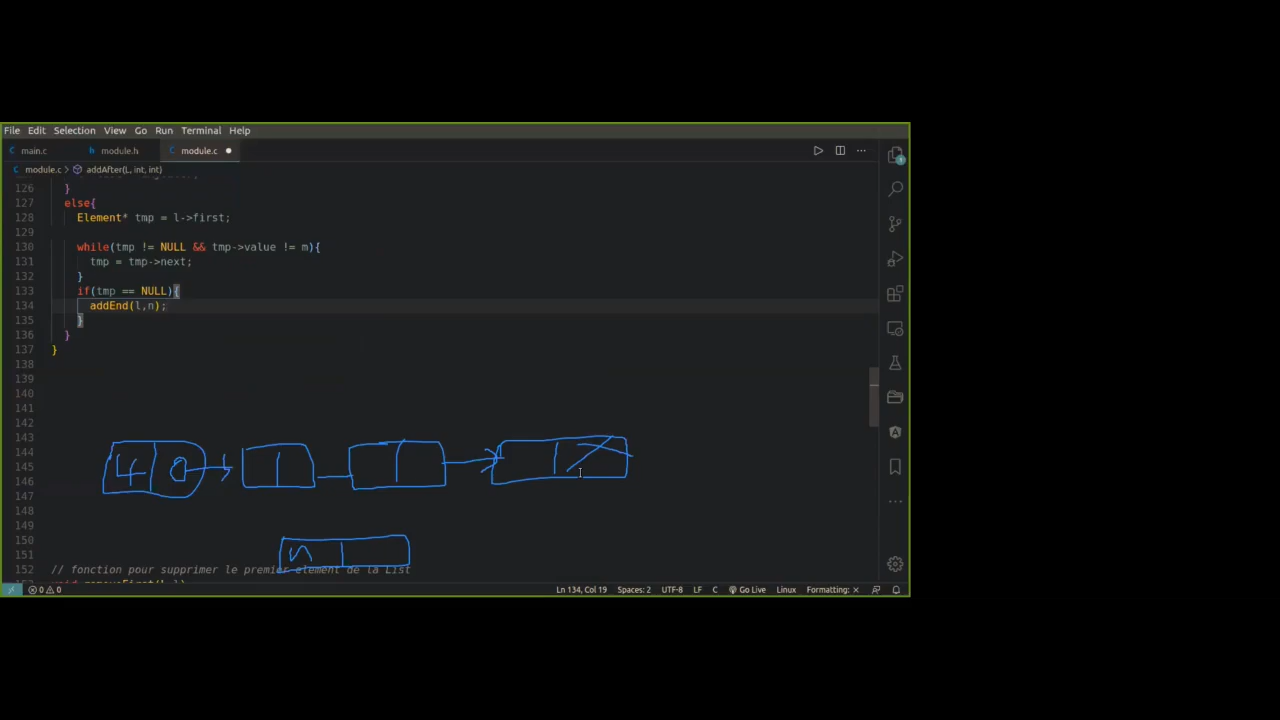 File Edit Selection View Go Run Terminal Help
main.c module.h module.c
module.c > addAfter(L, int, int)
126 }
127 else{
128 Element* tmp = l->first;
129
130 while(tmp != NULL && tmp->value != m){
131 tmp = tmp->next;
132 }
133 if(tmp == NULL){
134 addEnd(l,n);
135 }
136 }
137 }
138
139
140
141
142
143
144
145
146
147
148
149
150
151
152 // fonction pour supprimer le premier element de la List
4 0
n
0 0 Ln 134, Col 19 Spaces: 2 UTF-8 LF C Go Live Linux Formatting: ×